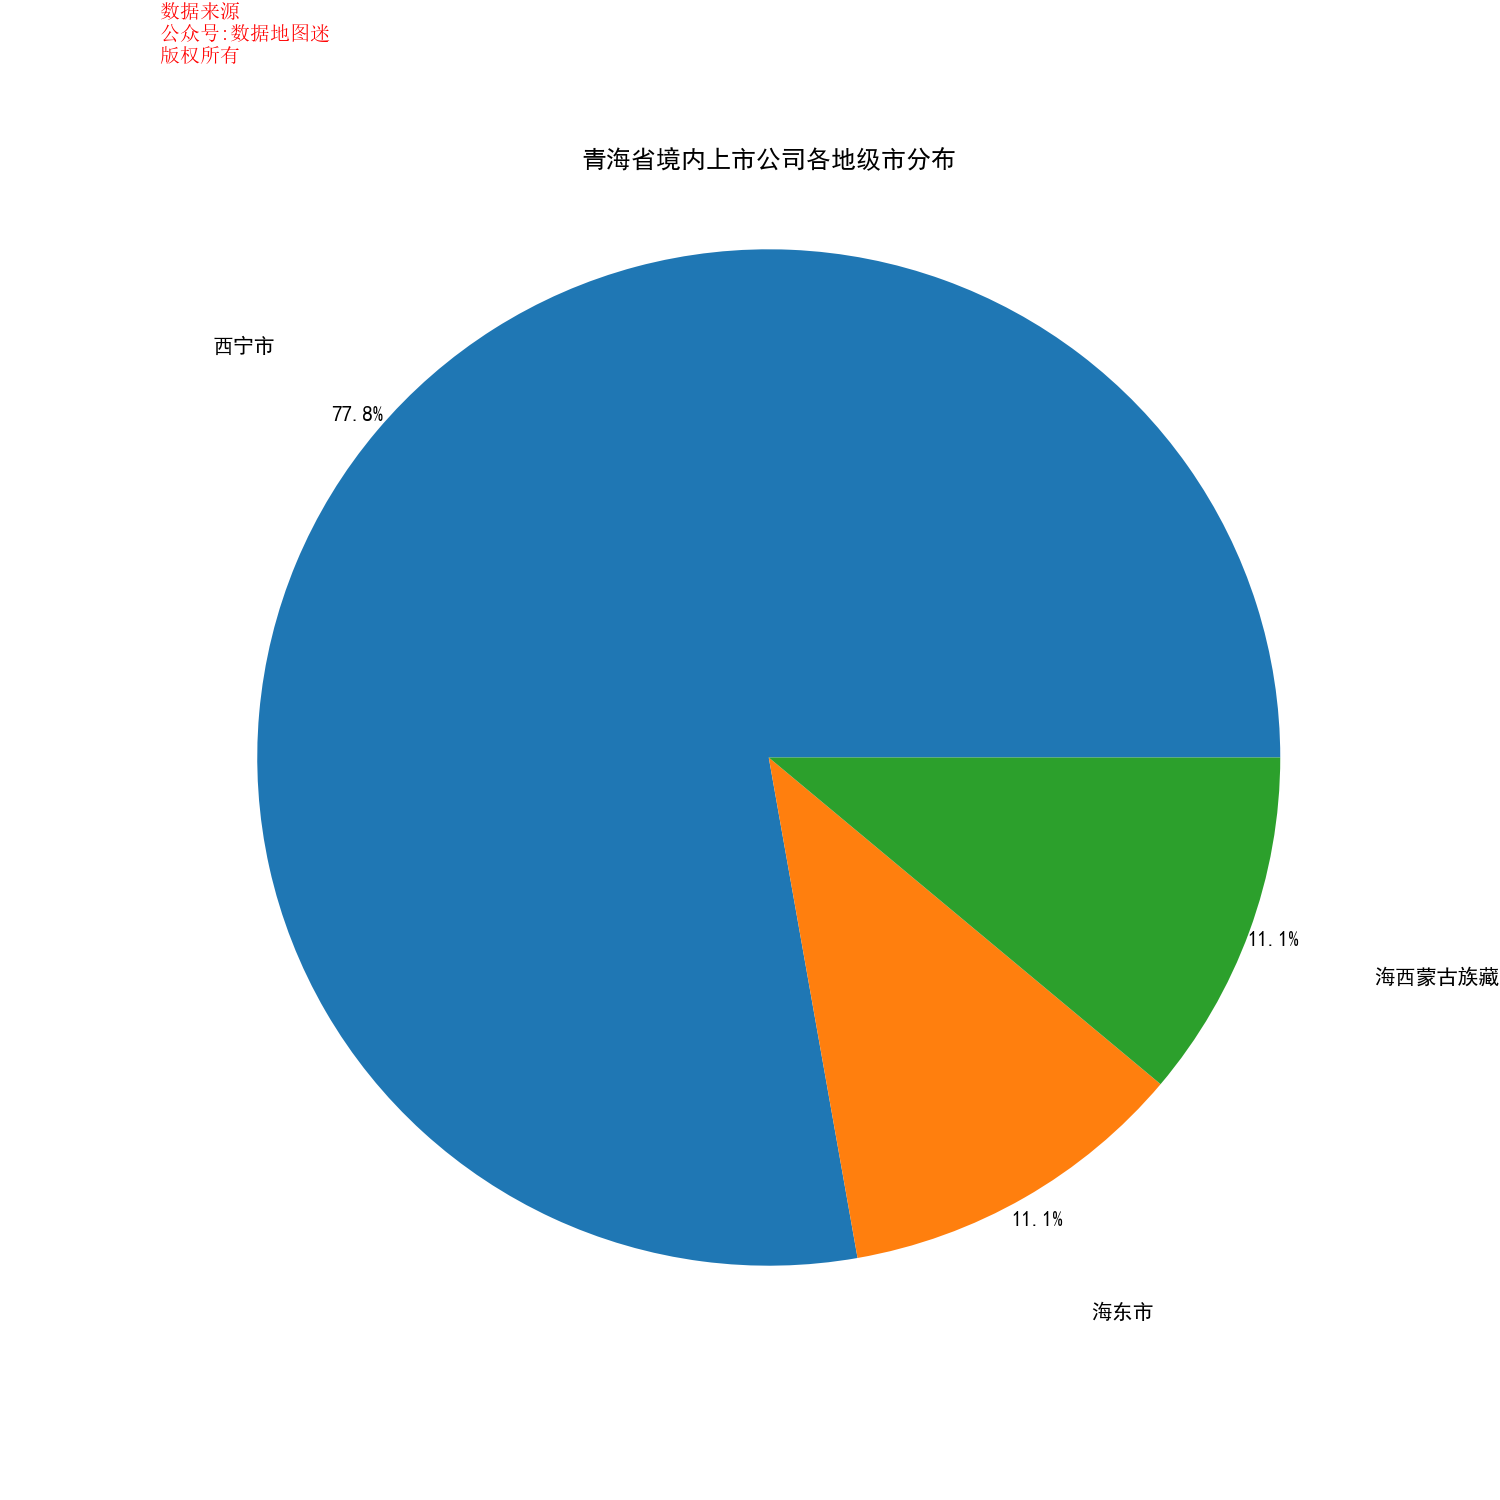 数据来源
公众号:数据地图迷
版权所有
青海省境内上市公司各地级市分布
西宁市
77.8%
11.1%
海西蒙古族藏
11.1%
海东市